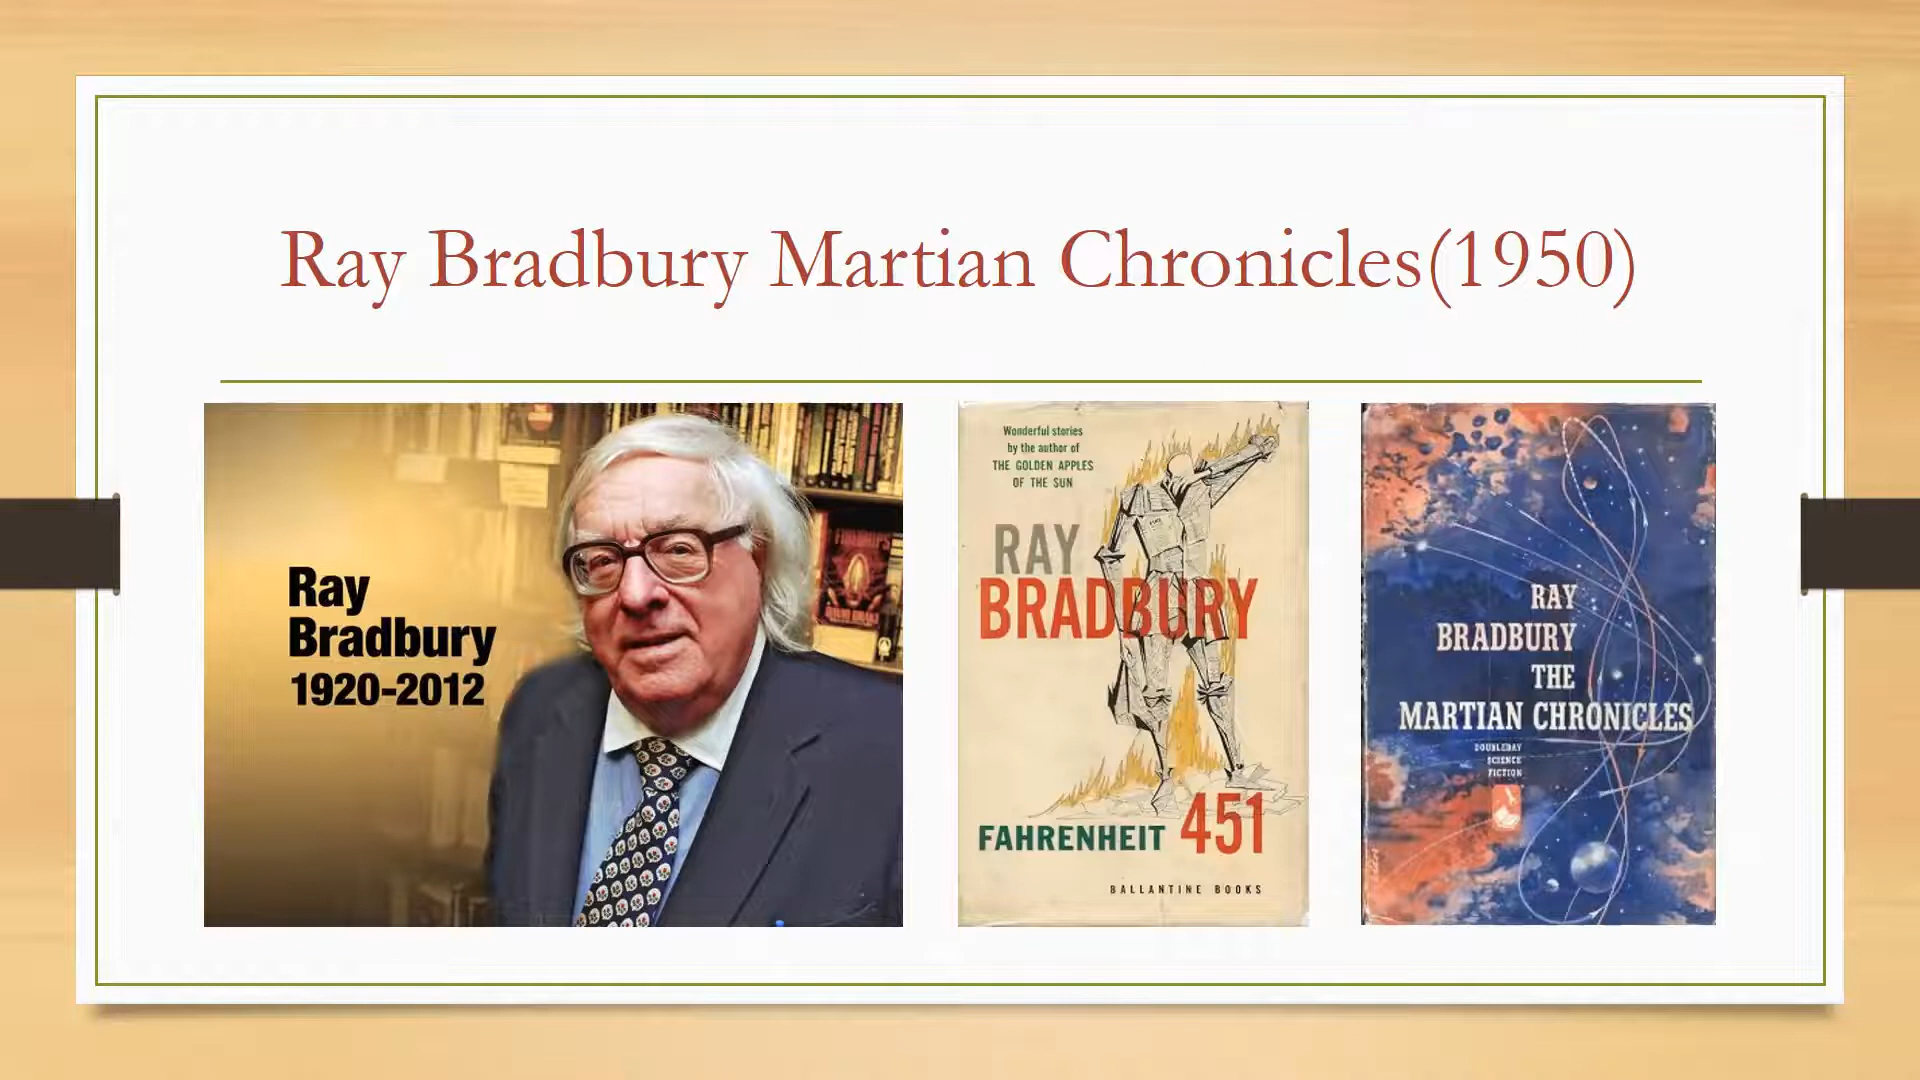 Ray Bradbury Martian Chronicles(1950)
Ray
Bradbury
1920-2012
Wonderful stories
by the author of
THE GOLDEN APPLES
OF THE SUN
RAY
BRADBURY
FAHRENHEIT 451
BALLANTINE BOOKS
RAY
BRADBURY
THE
MARTIAN CHRONICLES
DOUBLEDAY
SCIENCE
FICTION